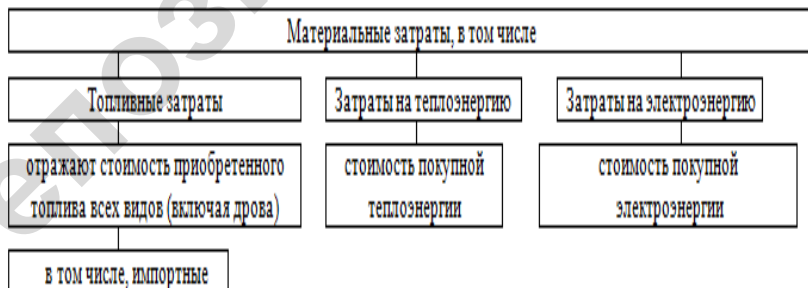 Материальные затраты, в том числе
Топливные затраты
Затраты на теплоэнергию
Затраты на электроэнергию
отражают стоимость приобретенного
топлива всех видов (включая дрова)
стоимость покупной
теплоэнергии
стоимость покупной
электроэнергии
в том числе, импортные